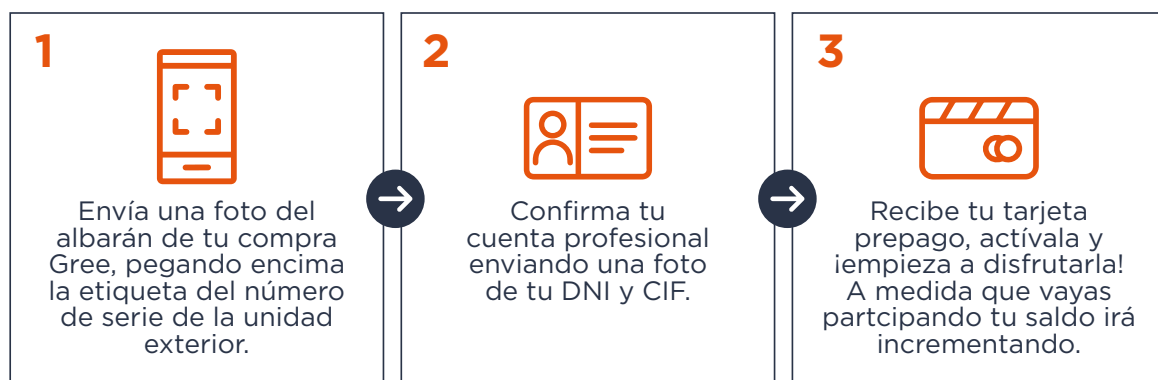 1
Envía una foto del
albarán de tu compra
Gree, pegando encima
la etiqueta del número
de serie de la unidad
exterior.
2
Confirma tu
cuenta profesional
enviando una foto
de tu DNI y CIF.
3
Recibe tu tarjeta
prepago, actívala y
¡empieza a disfrutarla!
A medida que vayas
partcipando tu saldo irá
incrementando.